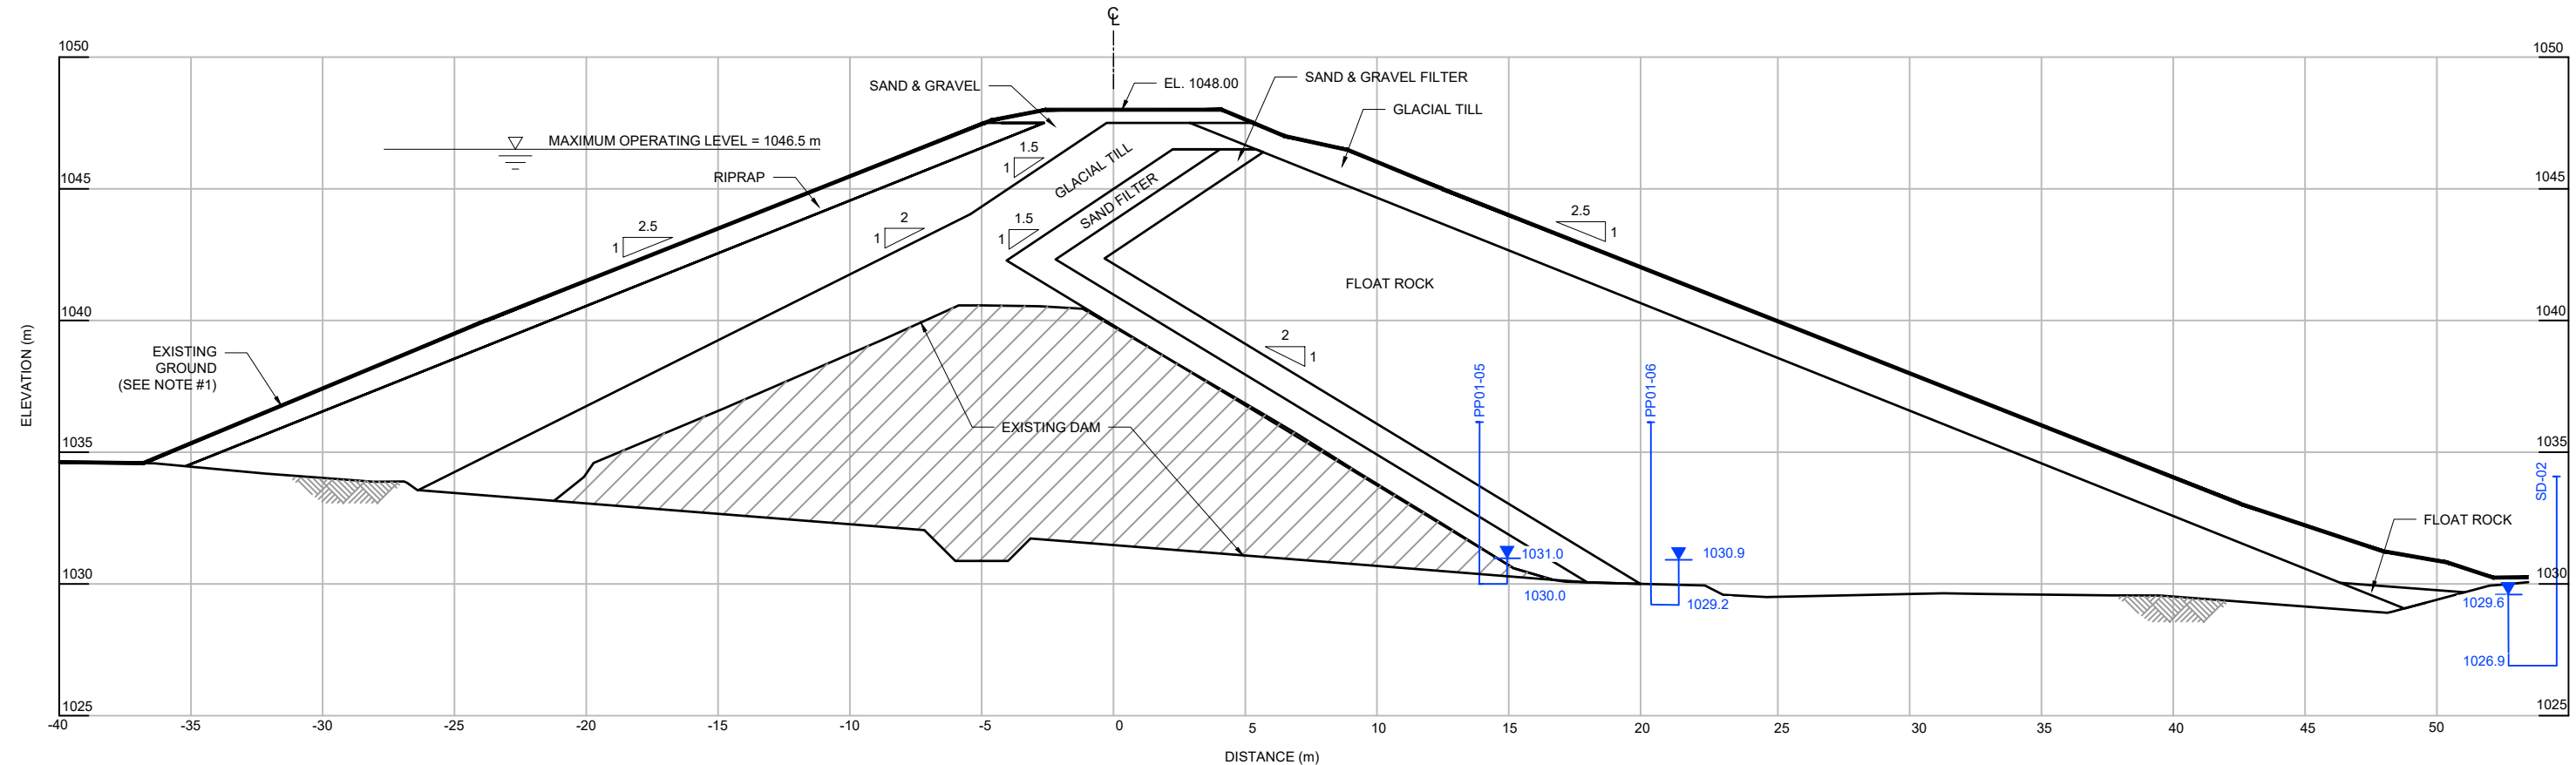 ℄
1050
1050
EL. 1048.00
SAND & GRAVEL
SAND & GRAVEL FILTER
GLACIAL TILL
MAXIMUM OPERATING LEVEL = 1046.5 m
1.5
1
GLACIAL TILL
RIPRAP
1045
1045
SAND FILTER
2.5
1
2
1
1.5
1
2.5
1
FLOAT ROCK
1040
1040
2
1
EXISTING
GROUND
(SEE NOTE #1)
ELEVATION (m)
PP01-05
PP01-06
EXISTING DAM
1035
1035
SD-02
FLOAT ROCK
1031.0
1030.9
1030
1030
1030.0
1029.2
1029.6
1026.9
1025
1025
-40
-35
-30
-25
-20
-15
-10
-5
0
5
10
15
20
25
30
35
40
45
50
DISTANCE (m)